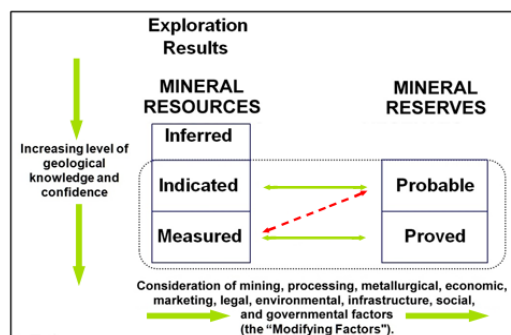 Exploration
Results
MINERAL
RESOURCES
MINERAL
RESERVES
Increasing level of
geological
knowledge and
confidence
Inferred
Indicated
Probable
Measured
Proved
Consideration of mining, processing, metallurgical, economic,
marketing, legal, environmental, infrastructure, social,
and governmental factors
(the “Modifying Factors”).